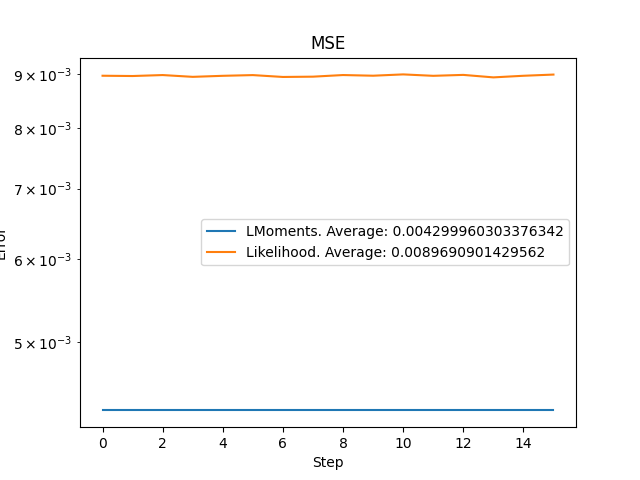 MSE
9 × 10⁻³
8 × 10⁻³
7 × 10⁻³
6 × 10⁻³
5 × 10⁻³
Error
LMoments. Average: 0.004299960303376342
Likelihood. Average: 0.0089690901429562
0 2 4 6 8 10 12 14
Step